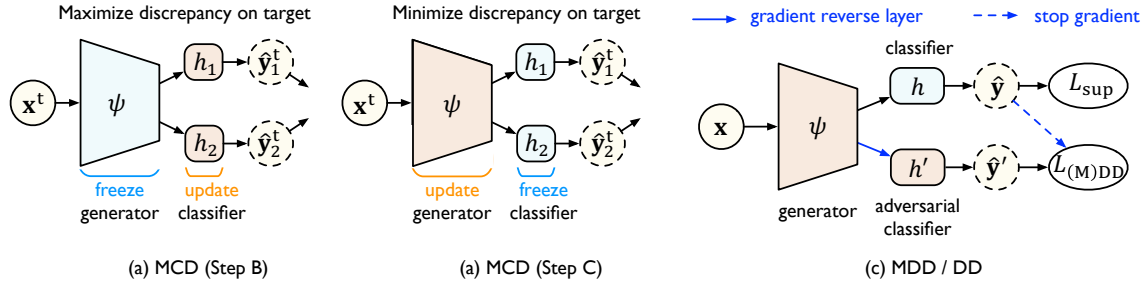 Maximize discrepancy on target
x^t
ψ
h_1
h_2
ŷ_1^t
ŷ_2^t
freeze
update
generator
classifier
(a) MCD (Step B)
Minimize discrepancy on target
x^t
ψ
h_1
h_2
ŷ_1^t
ŷ_2^t
update
freeze
generator
classifier
(a) MCD (Step C)
gradient reverse layer
stop gradient
classifier
x
ψ
h
ŷ
L_sup
h′
ŷ′
L_(M)DD
generator
adversarial
classifier
(c) MDD / DD